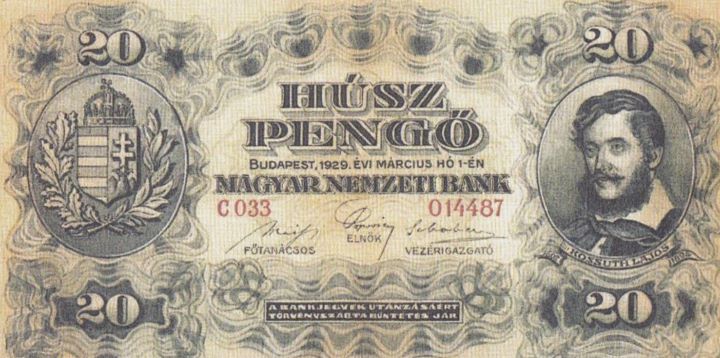 20
20
HÚSZ
PENGŐ
BUDAPEST, 1929. ÉVI MÁRCIUS HÓ 1-ÉN
MAGYAR NEMZETI BANK
C 033 014487
FŐTANÁCSOS ELNÖK VEZÉRIGAZGATÓ
KOSSUTH LAJOS
20
20
A BANKJEGYEK UTÁNZÁSÁÉRT
TÖRVÉNYSZABTA BÜNTETÉS JÁR